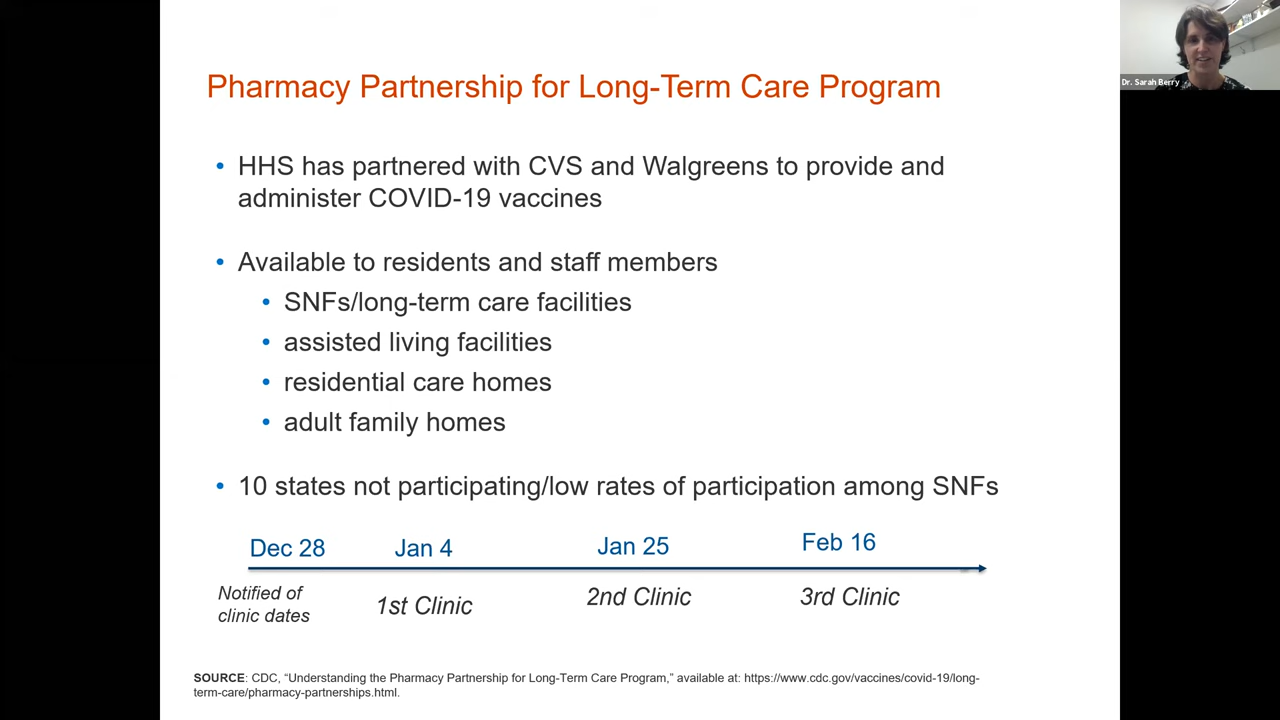 Pharmacy Partnership for Long-Term Care Program
Dr. Sarah Berry
• HHS has partnered with CVS and Walgreens to provide and
administer COVID-19 vaccines
• Available to residents and staff members
• SNFs/long-term care facilities
• assisted living facilities
• residential care homes
• adult family homes
• 10 states not participating/low rates of participation among SNFs
Dec 28 Jan 4 Jan 25 Feb 16
Notified of
clinic dates
1st Clinic 2nd Clinic 3rd Clinic
SOURCE: CDC, “Understanding the Pharmacy Partnership for Long-Term Care Program,” available at: https://www.cdc.gov/vaccines/covid-19/long-
term-care/pharmacy-partnerships.html.